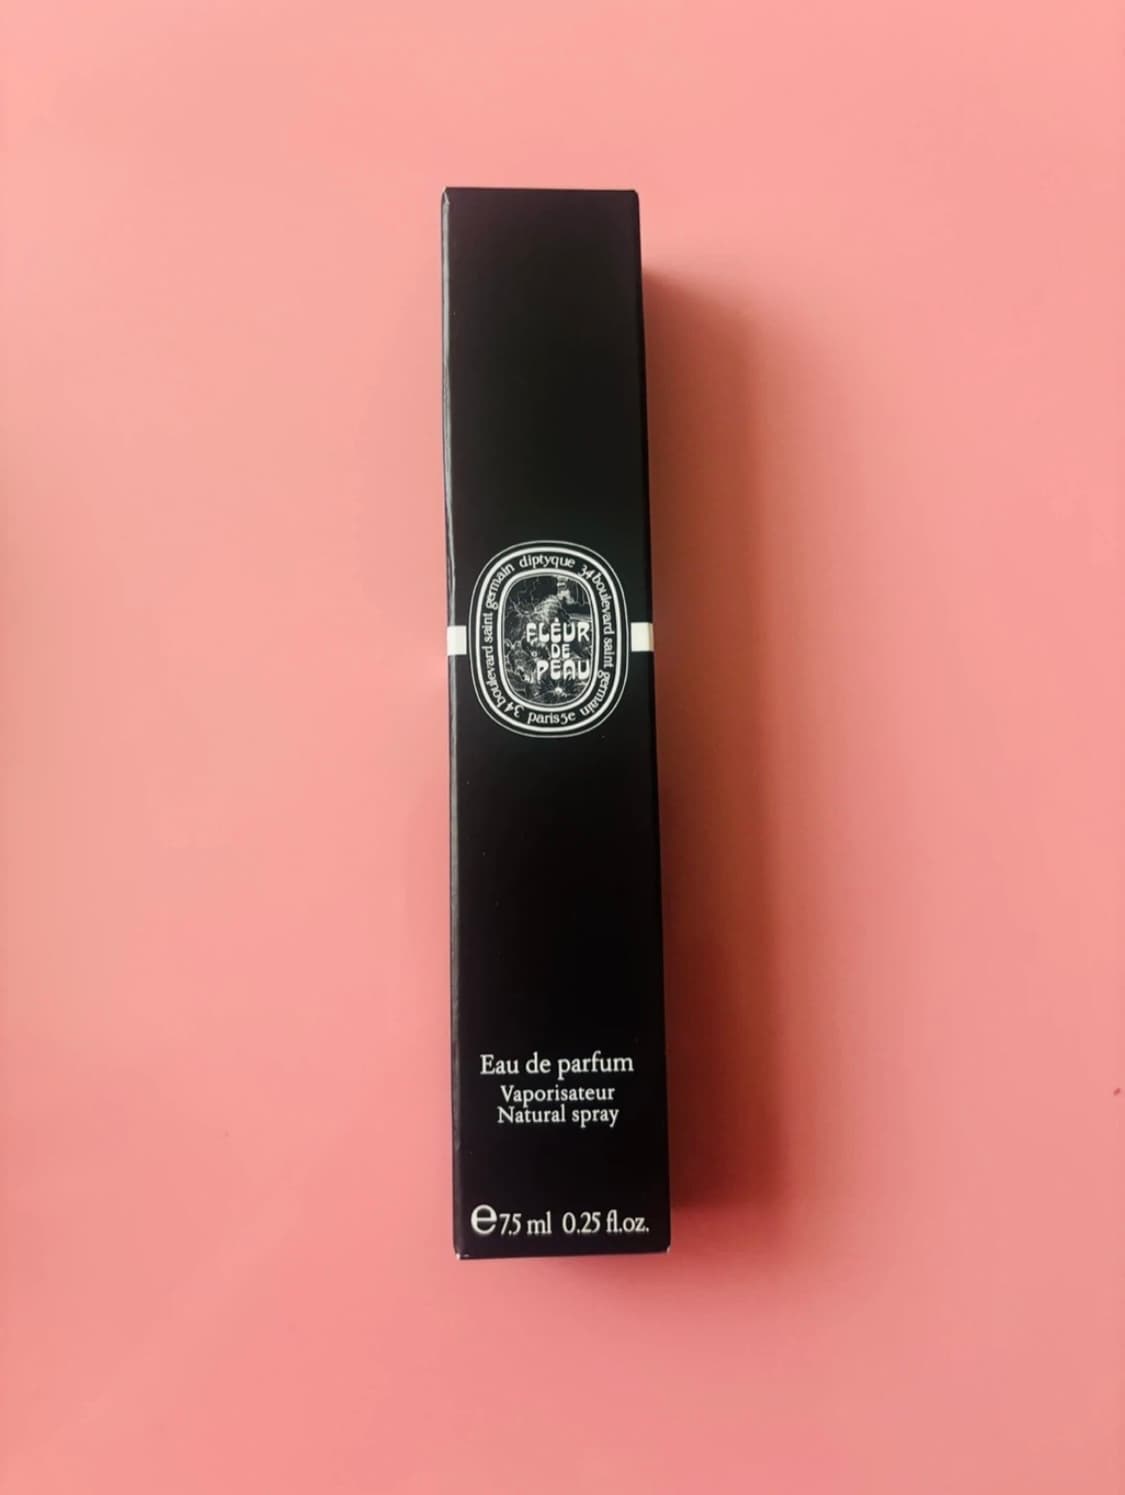 diptyque 34 boulevard saint germain paris 5e 34 boulevard saint germain
FLEUR
DE
PEAU
Eau de parfum
Vaporisateur
Natural spray
e 7.5 ml 0.25 fl.oz.